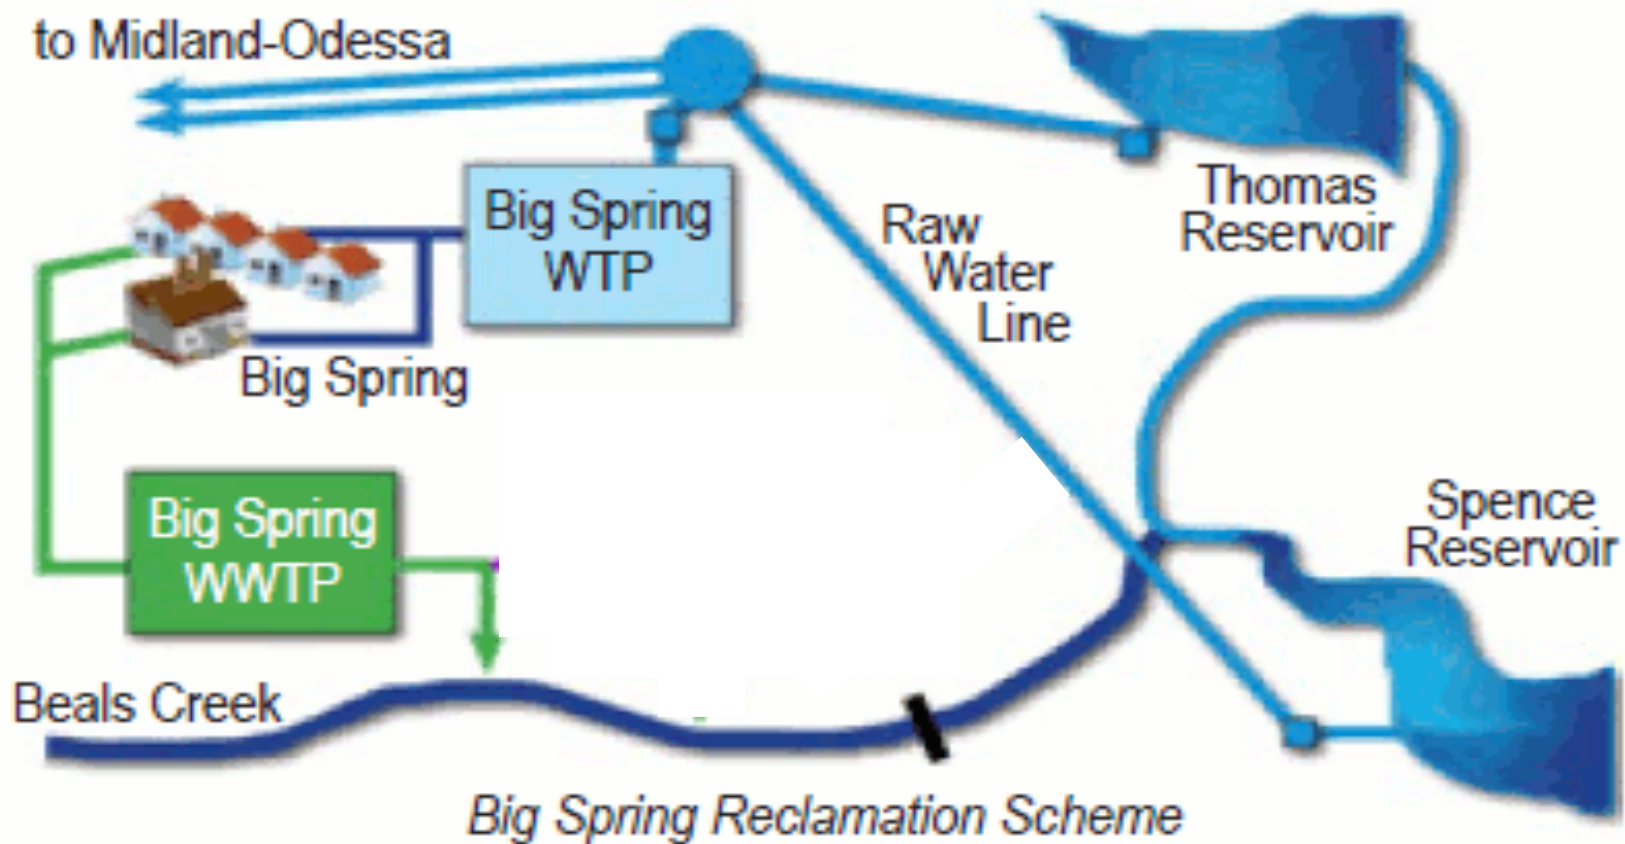 to Midland-Odessa
Big Spring
WTP
Thomas
Reservoir
Raw
Water
Line
Big Spring
Big Spring
WWTP
Spence
Reservoir
Beals Creek
Big Spring Reclamation Scheme